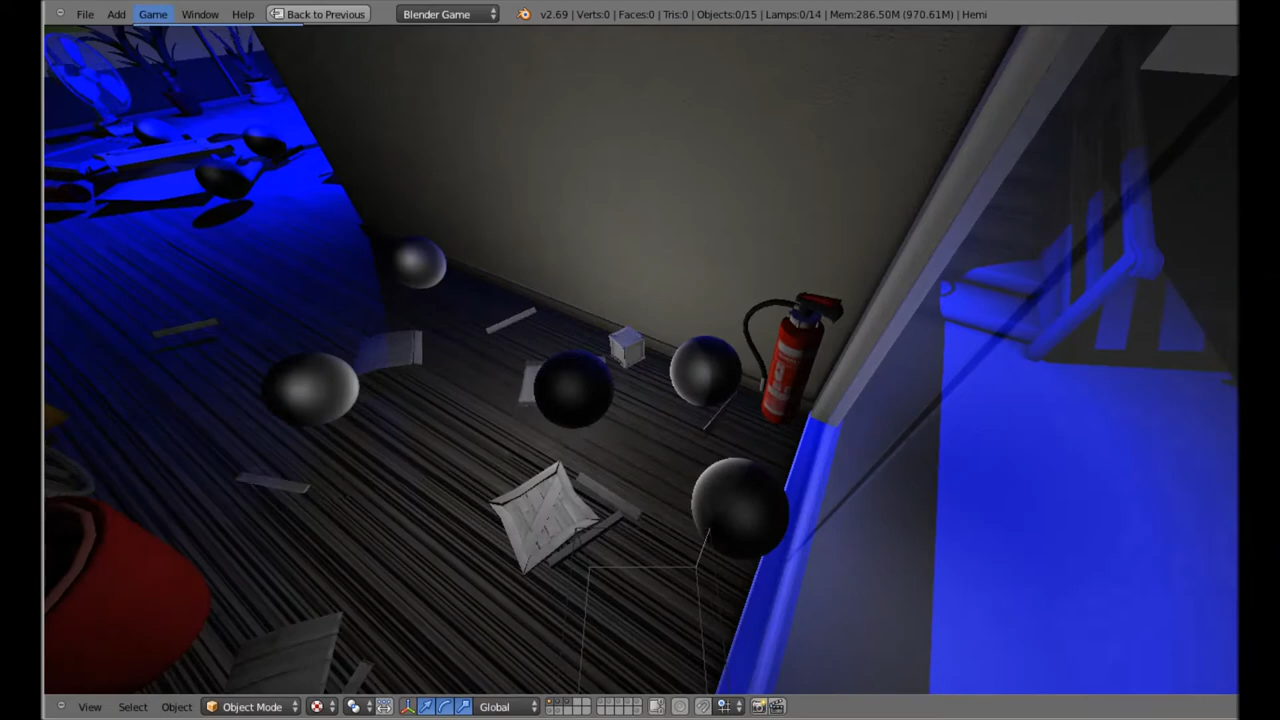 File Add Game Window Help Back to Previous Blender Game v2.69 | Verts:0 | Faces:0 | Tris:0 | Objects:0/15 | Lamps:0/14 | Mem:286.50M (970.61M) | Hemi
View Select Object Object Mode Global